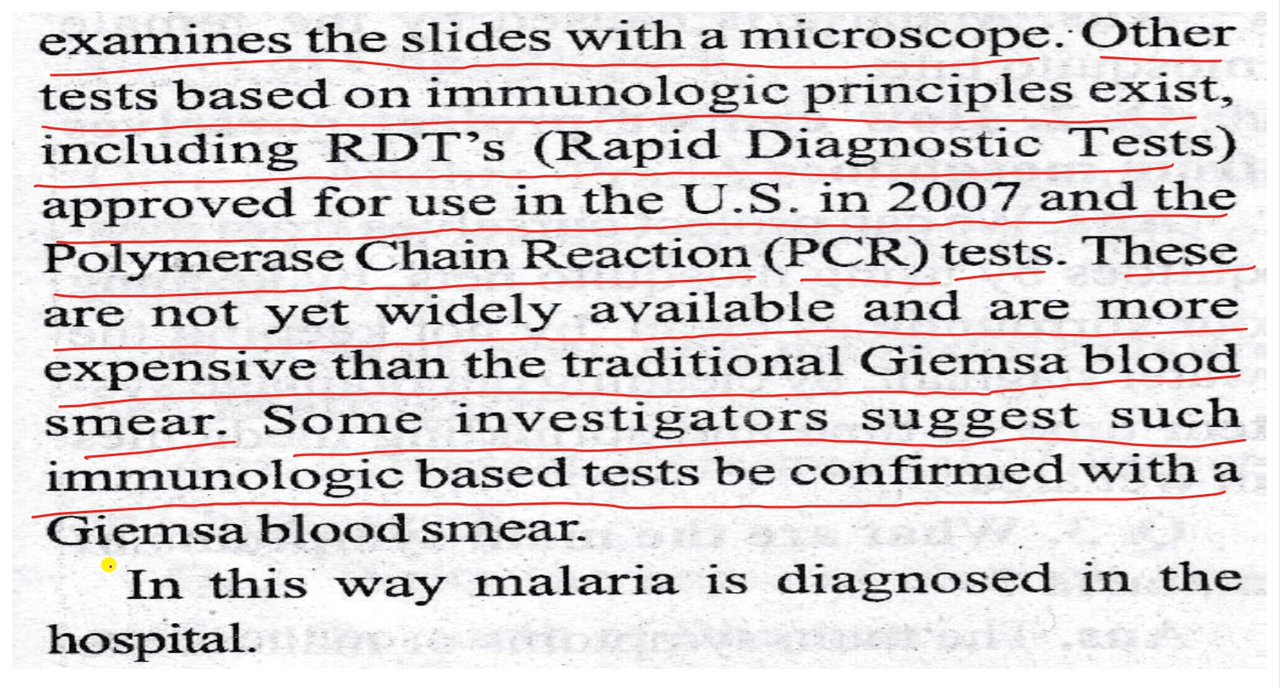 examines the slides with a microscope. Other
tests based on immunologic principles exist,
including RDT's (Rapid Diagnostic Tests)
approved for use in the U.S. in 2007 and the
Polymerase Chain Reaction (PCR) tests. These
are not yet widely available and are more
expensive than the traditional Giemsa blood
smear. Some investigators suggest such
immunologic based tests be confirmed with a
Giemsa blood smear.
In this way malaria is diagnosed in the
hospital.